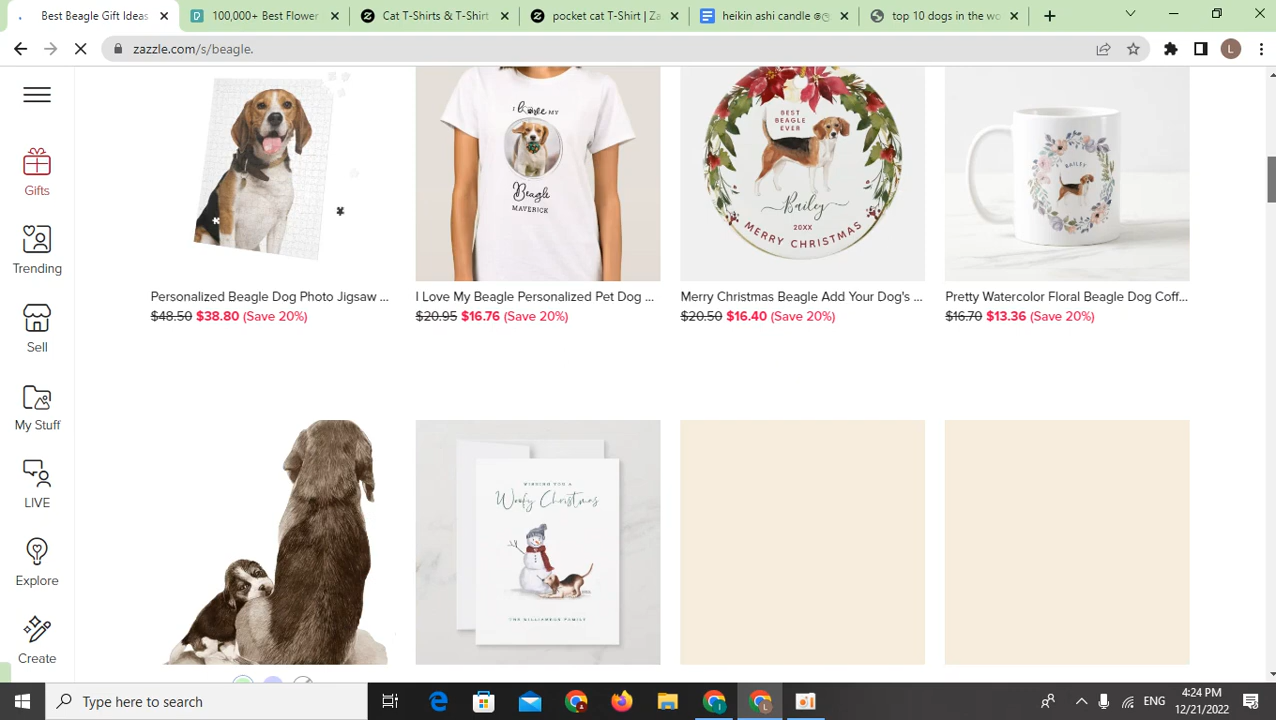 Best Beagle Gift Ideas
100,000+ Best Flower
Cat T-Shirts & T-Shirt
pocket cat T-Shirt | Za
heikin ashi candle
top 10 dogs in the wo
zazzle.com/s/beagle.
L
Gifts
Trending
Sell
My Stuff
LIVE
Explore
Create
I love MY
Beagle
MAVERICK
BEST
BEAGLE
EVER
Bailey
20XX
MERRY CHRISTMAS
BAILEY
Personalized Beagle Dog Photo Jigsaw ...
$48.50 $38.80 (Save 20%)
I Love My Beagle Personalized Pet Dog ...
$20.95 $16.76 (Save 20%)
Merry Christmas Beagle Add Your Dog's ...
$20.50 $16.40 (Save 20%)
Pretty Watercolor Floral Beagle Dog Coff...
$16.70 $13.36 (Save 20%)
WISHING YOU A
Woofy Christmas
FAMILY
Type here to search
ENG
4:24 PM
12/21/2022